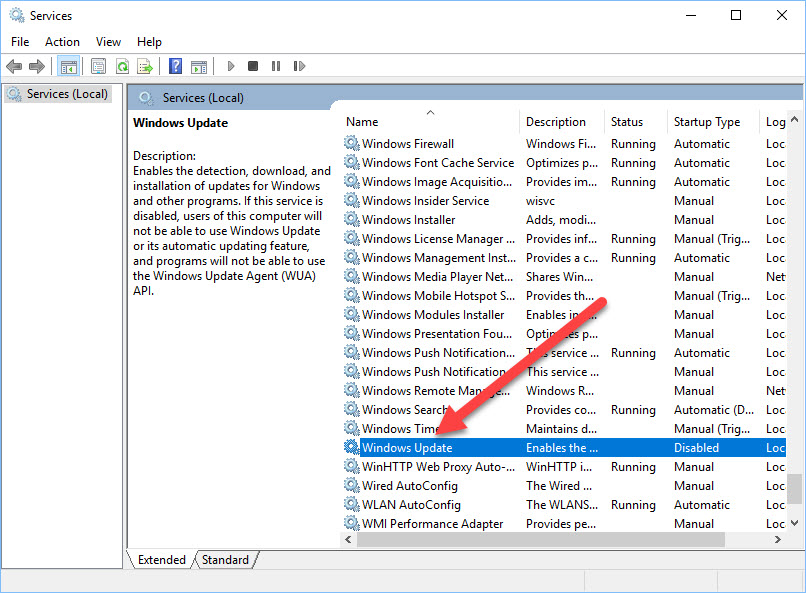 Services
File Action View Help
Services (Local)
Services (Local)
Windows Update
Description:
Enables the detection, download, and
installation of updates for Windows
and other programs. If this service is
disabled, users of this computer will
not be able to use Windows Update
or its automatic updating feature,
and programs will not be able to use
the Windows Update Agent (WUA)
API.
Name Description Status Startup Type Log
Windows Firewall Windows Fi... Running Automatic Loc
Windows Font Cache Service Optimizes p... Running Automatic Loc
Windows Image Acquisitio... Provides im... Running Automatic Loc
Windows Insider Service wisvc Manual Loc
Windows Installer Adds, modi... Manual Loc
Windows License Manager ... Provides inf... Running Manual (Trig... Loc
Windows Management Inst... Provides a c... Running Automatic Loc
Windows Media Player Net... Shares Win... Manual Net
Windows Mobile Hotspot S... Provides th... Manual (Trig... Loc
Windows Modules Installer Enables in... Manual Loc
Windows Presentation Fou... Optimizes p... Manual Loc
Windows Push Notification... This service ... Running Automatic Loc
Windows Push Notification This service ... Manual Loc
Windows Remote Manage... Windows R... Manual Net
Windows Search Provides co... Running Automatic (D... Loc
Windows Time Maintains d... Manual (Trig... Loc
Windows Update Enables the ... Disabled Loc
WinHTTP Web Proxy Auto-... WinHTTP i... Running Manual Loc
Wired AutoConfig The Wired ... Manual Loc
WLAN AutoConfig The WLANS... Running Automatic Loc
WMI Performance Adapter Provides pe... Manual Loc
Extended Standard